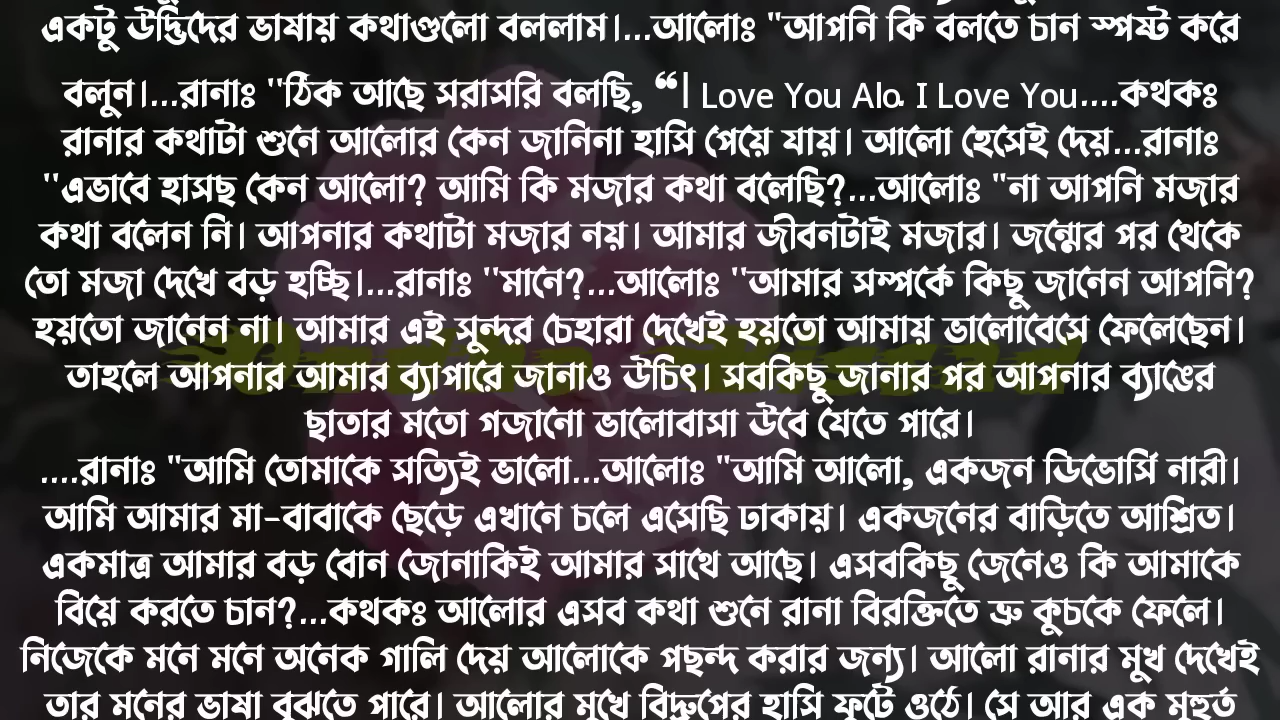 একটু উদ্ভিদের ভাষায় কথাগুলো বললাম।...আলোঃ "আপনি কি বলতে চান স্পষ্ট করে
বলুন।...রানাঃ ''ঠিক আছে সরাসরি বলছি, “I Love You Alo. I Love You....কথকঃ
রানার কথাটা শুনে আলোর কেন জানিনা হাসি পেয়ে যায়। আলো হেসেই দেয়...রানাঃ
''এভাবে হাসছ কেন আলো? আমি কি মজার কথা বলেছি?...আলোঃ "না আপনি মজার
কথা বলেন নি। আপনার কথাটা মজার নয়। আমার জীবনটাই মজার। জন্মের পর থেকে
তো মজা দেখে বড় হচ্ছি।...রানাঃ ''মানে?...আলোঃ ''আমার সম্পর্কে কিছু জানেন আপনি?
হয়তো জানেন না। আমার এই সুন্দর চেহারা দেখেই হয়তো আমায় ভালোবেসে ফেলেছেন।
তাহলে আপনার আমার ব্যাপারে জানাও উচিৎ। সবকিছু জানার পর আপনার ব্যাঙের
ছাতার মতো গজানো ভালোবাসা উবে যেতে পারে।
....রানাঃ "আমি তোমাকে সত্যিই ভালো...আলোঃ "আমি আলো, একজন ডিভোর্সি নারী।
আমি আমার মা-বাবাকে ছেড়ে এখানে চলে এসেছি ঢাকায়। একজনের বাড়িতে আশ্রিত।
একমাত্র আমার বড় বোন জোনাকিই আমার সাথে আছে। এসবকিছু জেনেও কি আমাকে
বিয়ে করতে চান?...কথকঃ আলোর এসব কথা শুনে রানা বিরক্তিতে ভ্রু কুচকে ফেলে।
নিজেকে মনে মনে অনেক গালি দেয় আলোকে পছন্দ করার জন্য। আলো রানার মুখ দেখেই
তার মনের ভাষা বুঝতে পারে। আলোর মুখে বিদ্রুপের হাসি ফুটে ওঠে। সে আর এক মুহুর্ত